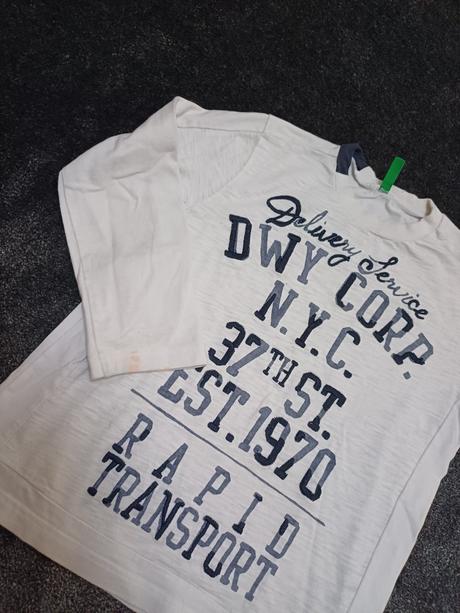 Delivery Service
DWY CORP.
N.Y.C.
37TH ST.
EST.1970
RAPID
TRANSPORT